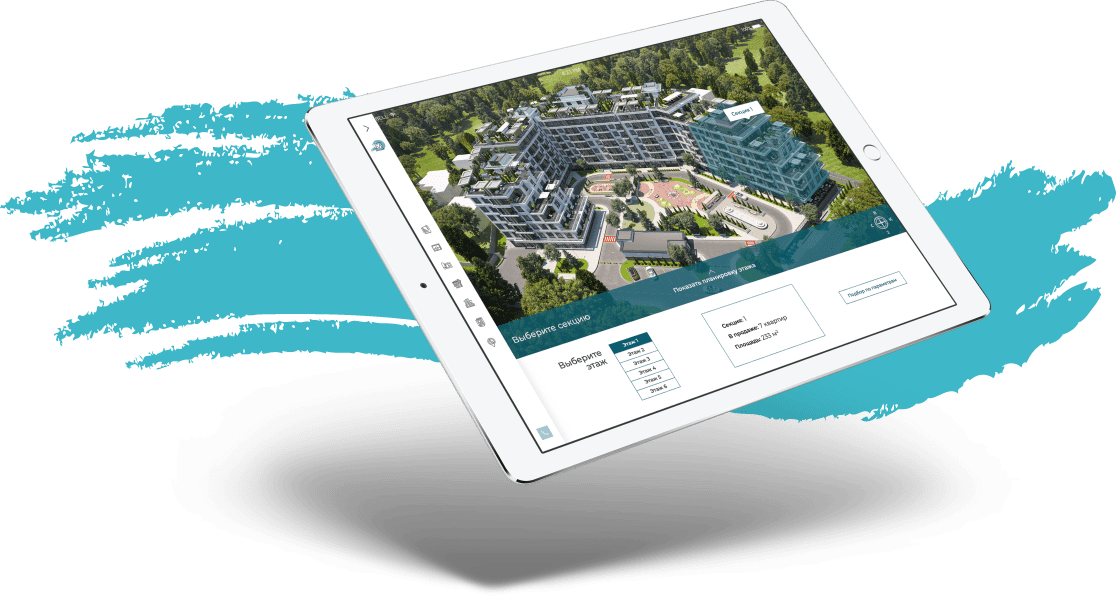 Секция 1
Показать планировку этажа
Выберите секцию
Выберите
этаж
Этаж 1
Этаж 2
Этаж 3
Этаж 4
Этаж 5
Этаж 6
Секция: 1
В продаже: 7 квартир
Площади 233 м²
Подбор по параметрам